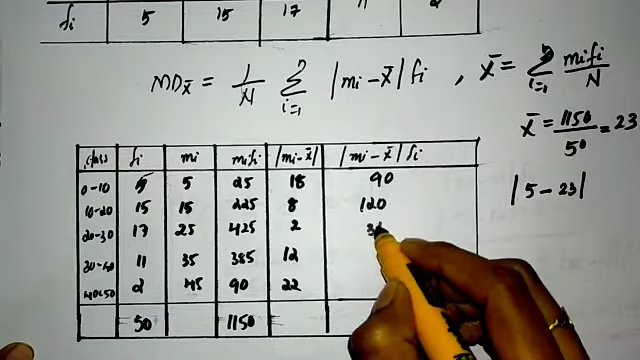 fi 5 15 17 11 2
MDx̄ = 1/N Σ i=1 n |mi - x̄| fi , x̄ = Σ i=1 n mifi/N
x̄ = 1150/50 = 23
|5 - 23|
class fi mi mifi |mi - x̄| |mi - x̄| fi
0-10 5 5 25 18 90
10-20 15 15 225 8 120
20-30 17 25 425 2 3
30-40 11 35 385 12
40-50 2 45 90 22
50 1150